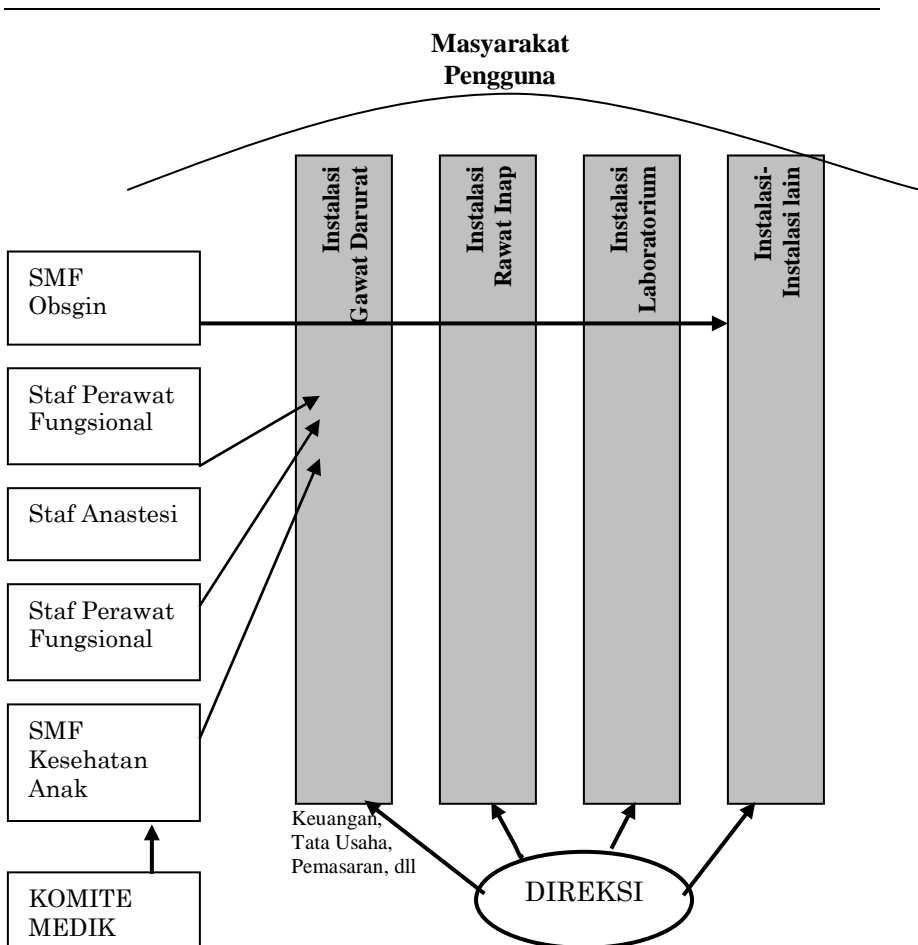 Masyarakat
Pengguna
Instalasi
Gawat Darurat
Instalasi
Rawat Inap
Instalasi
Laboratorium
Instalasi-
Instalasi lain
SMF
Obsgin
Staf Perawat
Fungsional
Staf Anastesi
Staf Perawat
Fungsional
SMF
Kesehatan
Anak
Keuangan,
Tata Usaha,
Pemasaran, dll
DIREKSI
KOMITE
MEDIK